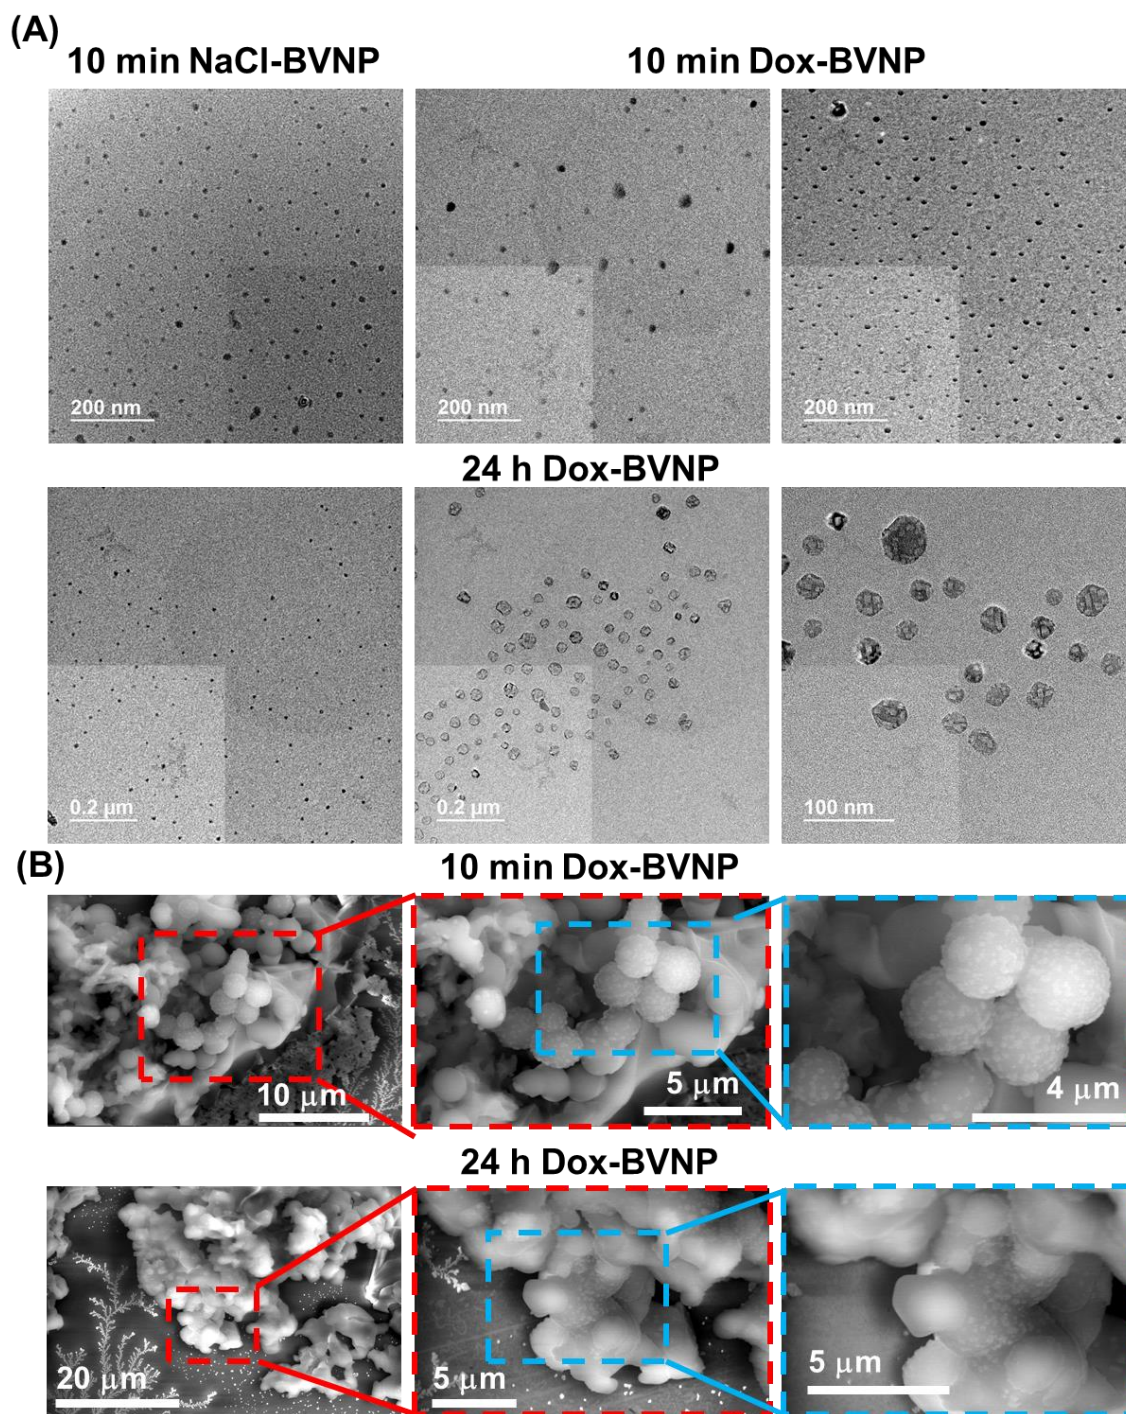 (A)
10 min NaCl-BVNP
10 min Dox-BVNP
200 nm
200 nm
200 nm
24 h Dox-BVNP
0.2 µm
0.2 µm
100 nm
(B)
10 min Dox-BVNP
10 µm
5 µm
4 µm
24 h Dox-BVNP
20 µm
5 µm
5 µm